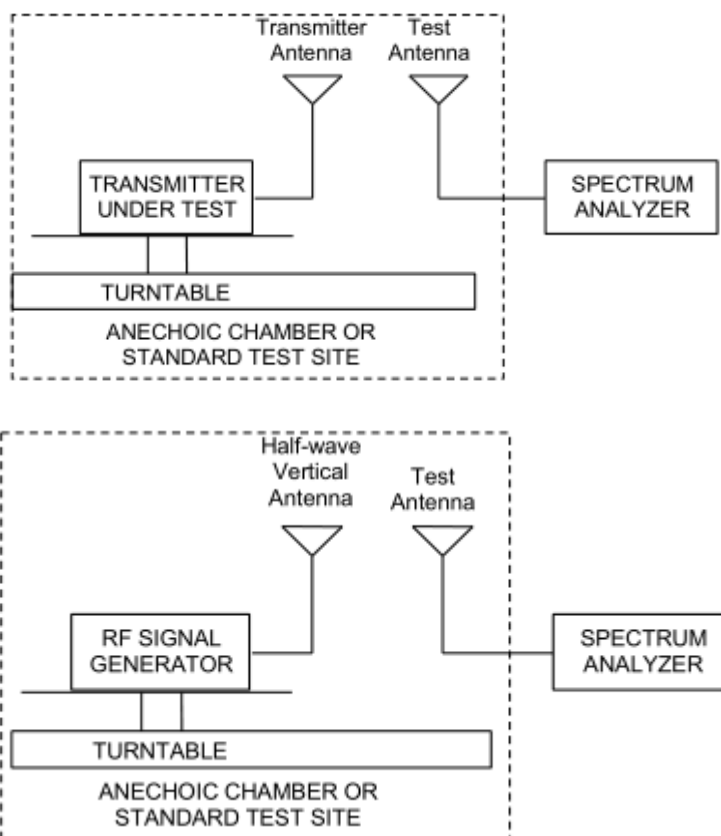 Transmitter
Antenna
Test
Antenna
TRANSMITTER
UNDER TEST
SPECTRUM
ANALYZER
TURNTABLE
ANECHOIC CHAMBER OR
STANDARD TEST SITE
Half-wave
Vertical
Antenna
Test
Antenna
RF SIGNAL
GENERATOR
SPECTRUM
ANALYZER
TURNTABLE
ANECHOIC CHAMBER OR
STANDARD TEST SITE